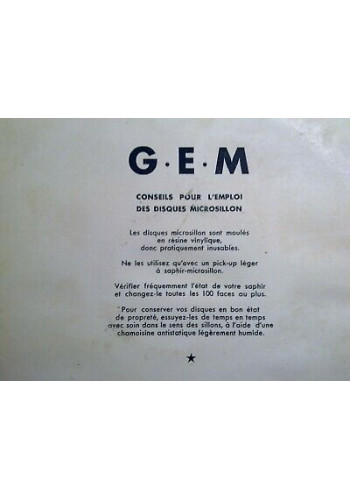 G·E·M
CONSEILS POUR L'EMPLOI
DES DISQUES MICROSILLON
Les disques microsillon sont moulés
en résine vinylique,
donc pratiquement inusables.
Ne les utilisez qu'avec un pick-up léger
à saphir-microsillon.
Vérifier fréquemment l'état de votre saphir
et changez-le toutes les 100 faces au plus.
Pour conserver vos disques en bon état
de propreté, essuyez-les de temps en temps
avec soin dans le sens des sillons, à l'aide d'une
chamoisine antistatique légèrement humide.